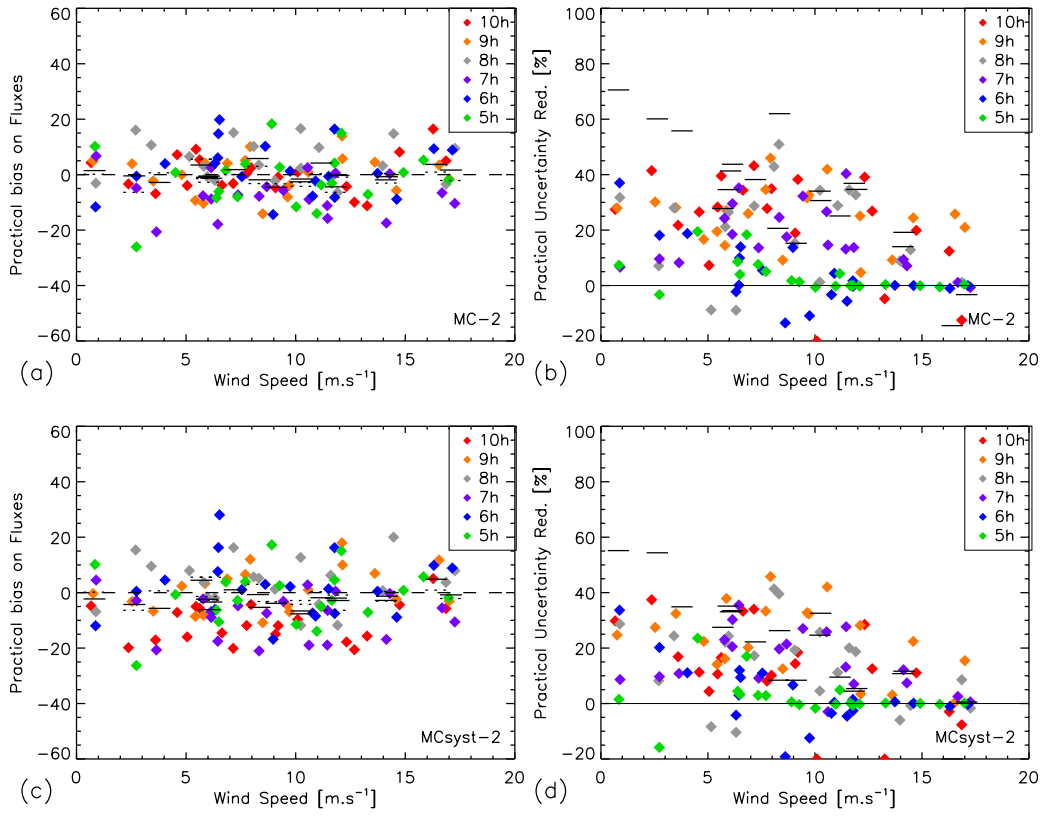 60
40
20
0
-20
-40
-60
Practical bias on Fluxes
0
5
10
15
20
Wind Speed [m.s⁻¹]
10h
9h
8h
7h
6h
5h
MC-2
(a)
100
80
60
40
20
0
-20
Practical Uncertainty Red. [%]
0
5
10
15
20
Wind Speed [m.s⁻¹]
10h
9h
8h
7h
6h
5h
MC-2
(b)
60
40
20
0
-20
-40
-60
Practical bias on Fluxes
0
5
10
15
20
Wind Speed [m.s⁻¹]
10h
9h
8h
7h
6h
5h
MCsyst-2
(c)
100
80
60
40
20
0
-20
Practical Uncertainty Red. [%]
0
5
10
15
20
Wind Speed [m.s⁻¹]
10h
9h
8h
7h
6h
5h
MCsyst-2
(d)